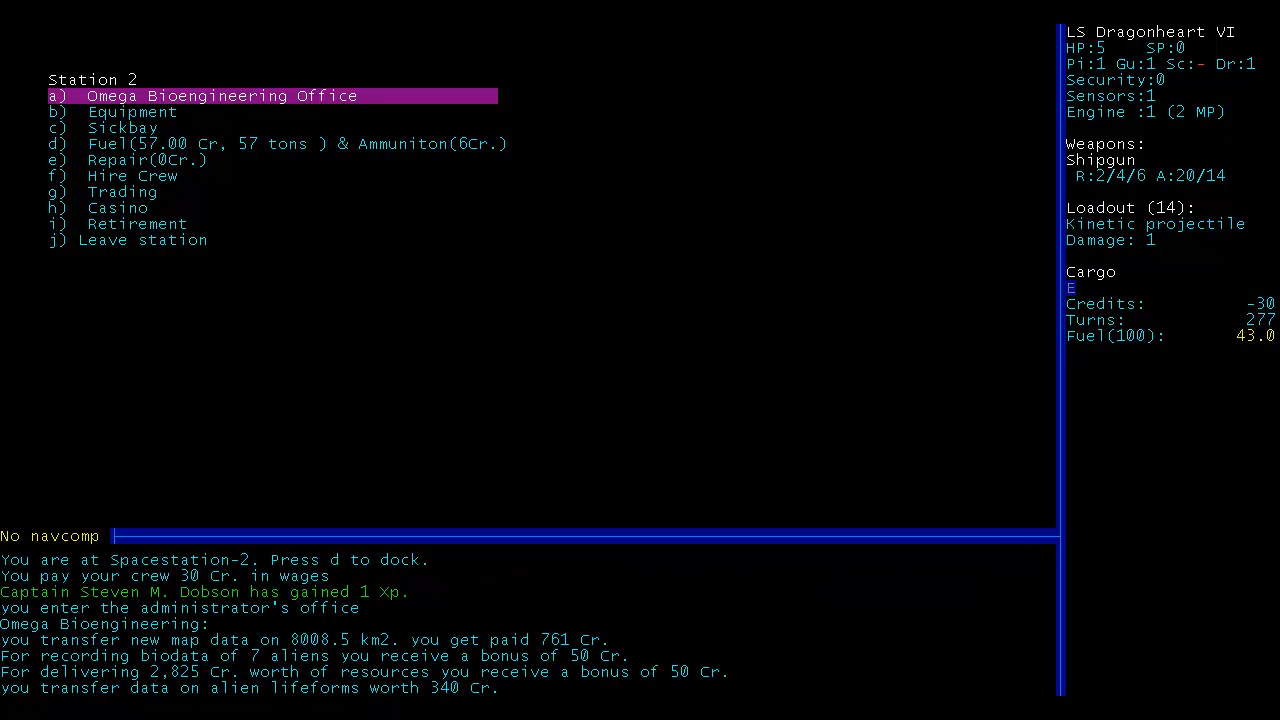 Station 2
a)  Omega Bioengineering Office
b)  Equipment
c)  Sickbay
d)  Fuel(57.00 Cr, 57 tons ) & Ammuniton(6Cr.)
e)  Repair(0Cr.)
f)  Hire Crew
g)  Trading
h)  Casino
i)  Retirement
j) Leave station
LS Dragonheart VI
HP:5   SP:0
Pi:1 Gu:1 Sc:- Dr:1
Security:0
Sensors:1
Engine :1 (2 MP)
Weapons:
Shipgun
R:2/4/6 A:20/14
Loadout (14):
Kinetic projectile
Damage: 1
Cargo
E
Credits: -30
Turns: 277
Fuel(100): 43.0
No navcomp
You are at Spacestation-2. Press d to dock.
You pay your crew 30 Cr. in wages
Captain Steven M. Dobson has gained 1 Xp.
you enter the administrator's office
Omega Bioengineering:
you transfer new map data on 8008.5 km2. you get paid 761 Cr.
For recording biodata of 7 aliens you receive a bonus of 50 Cr.
For delivering 2,825 Cr. worth of resources you receive a bonus of 50 Cr.
you transfer data on alien lifeforms worth 340 Cr.